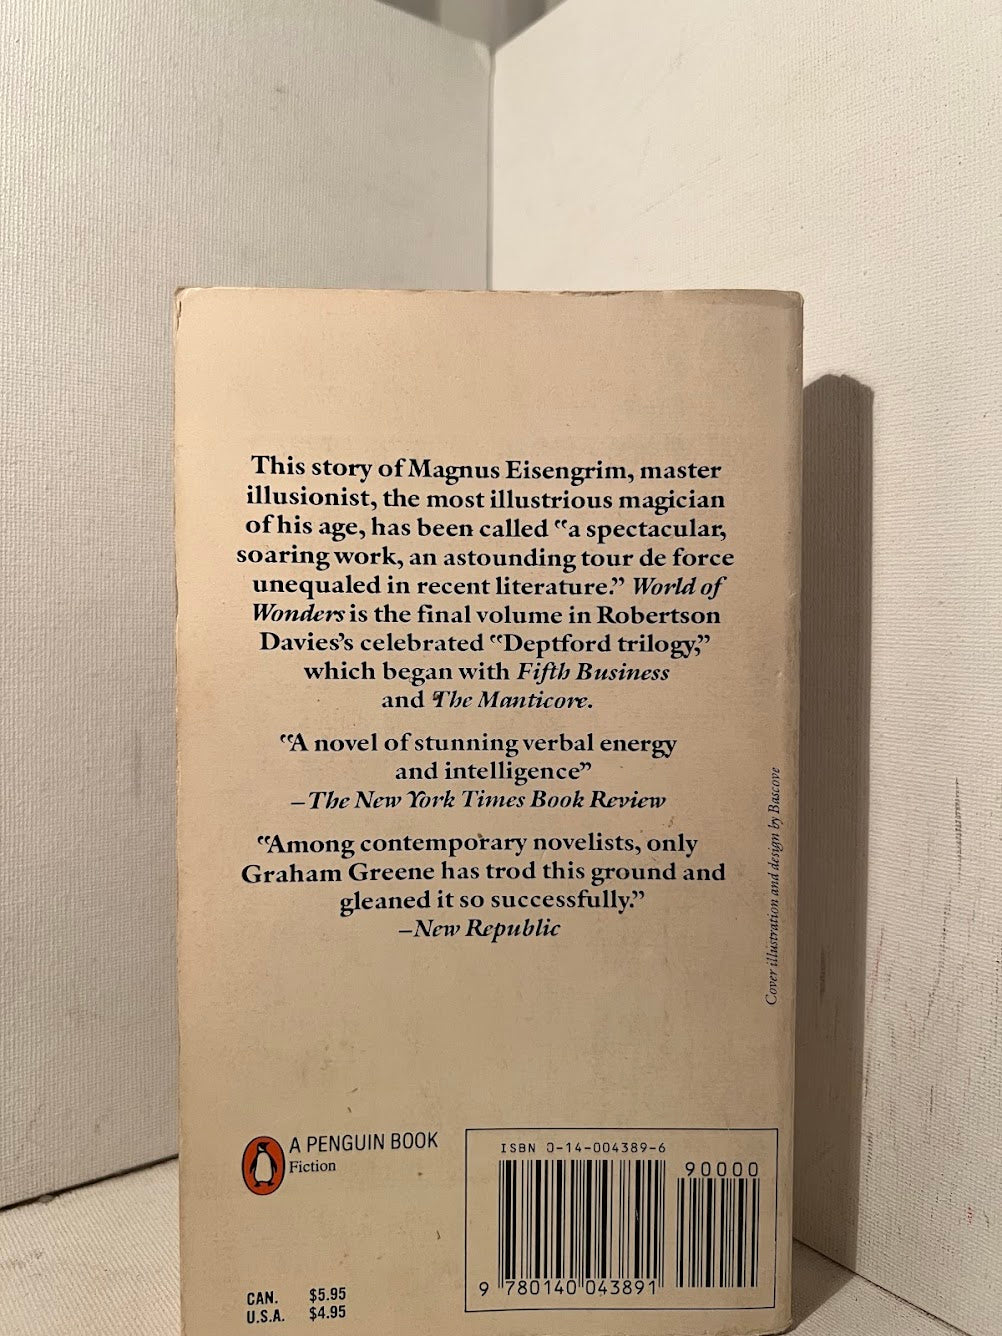 This story of Magnus Eisengrim, master
illusionist, the most illustrious magician
of his age, has been called “a spectacular,
soaring work, an astounding tour de force
unequaled in recent literature.” World of
Wonders is the final volume in Robertson
Davies’s celebrated “Deptford trilogy,”
which began with Fifth Business
and The Manticore.
“A novel of stunning verbal energy
and intelligence”
–The New York Times Book Review
“Among contemporary novelists, only
Graham Greene has trod this ground and
gleaned it so successfully.”
–New Republic
Cover illustration and design by Bascove
A PENGUIN BOOK
Fiction
CAN. $5.95
U.S.A. $4.95
ISBN 0-14-004389-6
90000
9 780140 043891